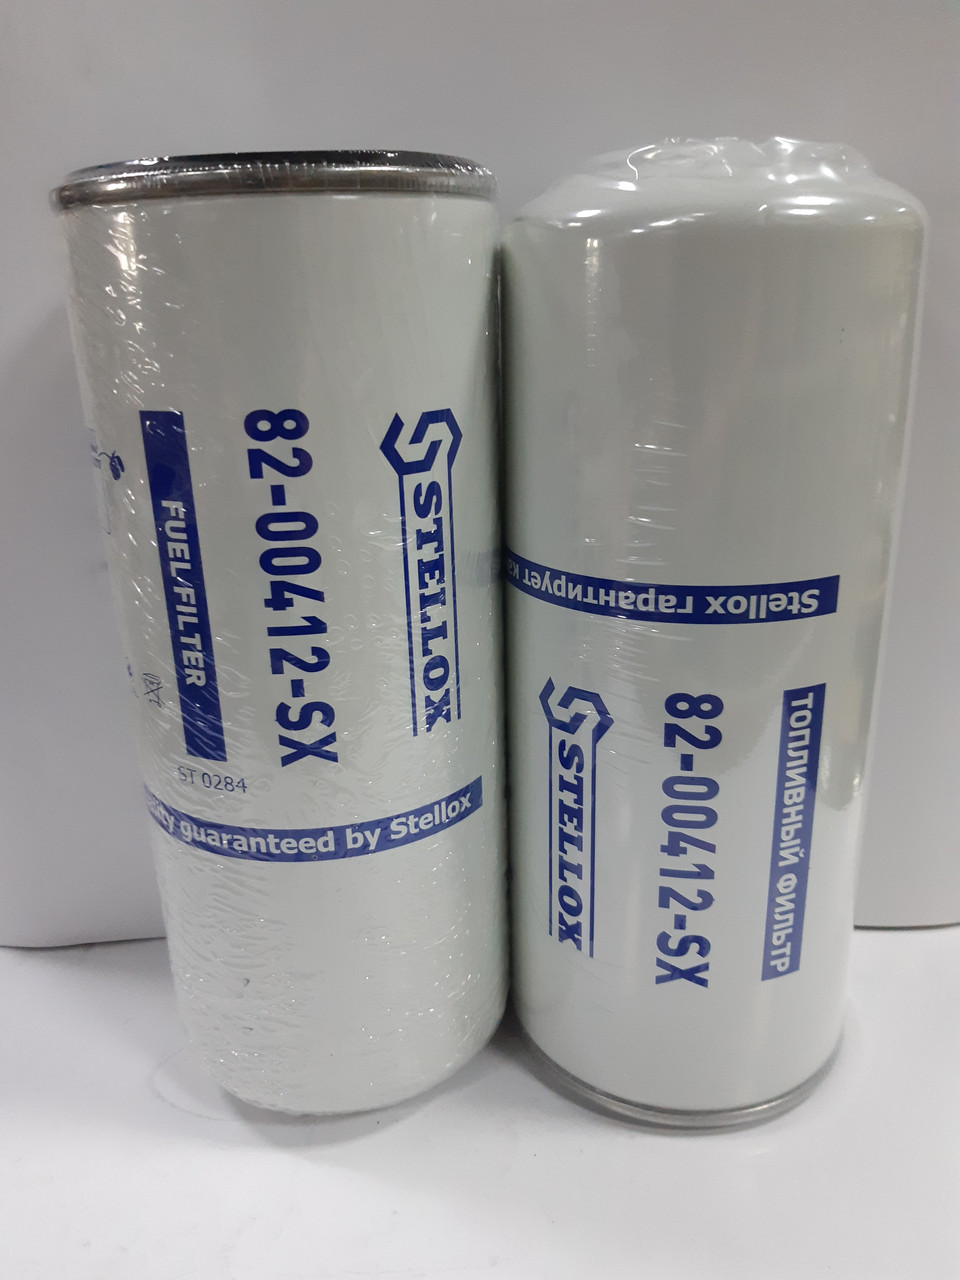 STELLOX
82-00412-SX
FUEL/FILTER
ST 0284
guaranteed by Stellox
Stellox гарантирует
STELLOX
82-00412-SX
ТОПЛИВНЫЙ ФИЛЬТР